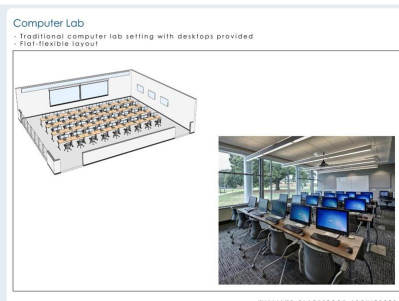 Computer Lab
- Traditional computer lab setting with desktops provided
- Flat-flexible layout